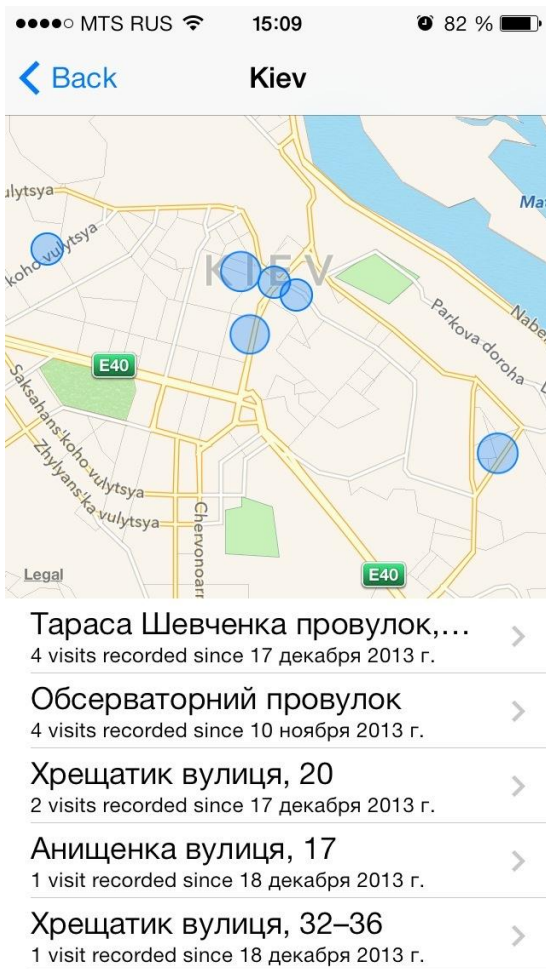 MTS RUS 15:09 82 %
Back Kiev
ulytsya
Ma
koho vulytsya
KIEV
Parkova doroha
Nabe
E40
Saksahans'koho vulytsya
Zhylyans'ka vulytsya
Chervonoarm
Legal
E40
Тараса Шевченка провулок,...
4 visits recorded since 17 декабря 2013 г.
Обсерваторний провулок
4 visits recorded since 10 ноября 2013 г.
Хрещатик вулиця, 20
2 visits recorded since 17 декабря 2013 г.
Анищенка вулиця, 17
1 visit recorded since 18 декабря 2013 г.
Хрещатик вулиця, 32–36
1 visit recorded since 18 декабря 2013 г.